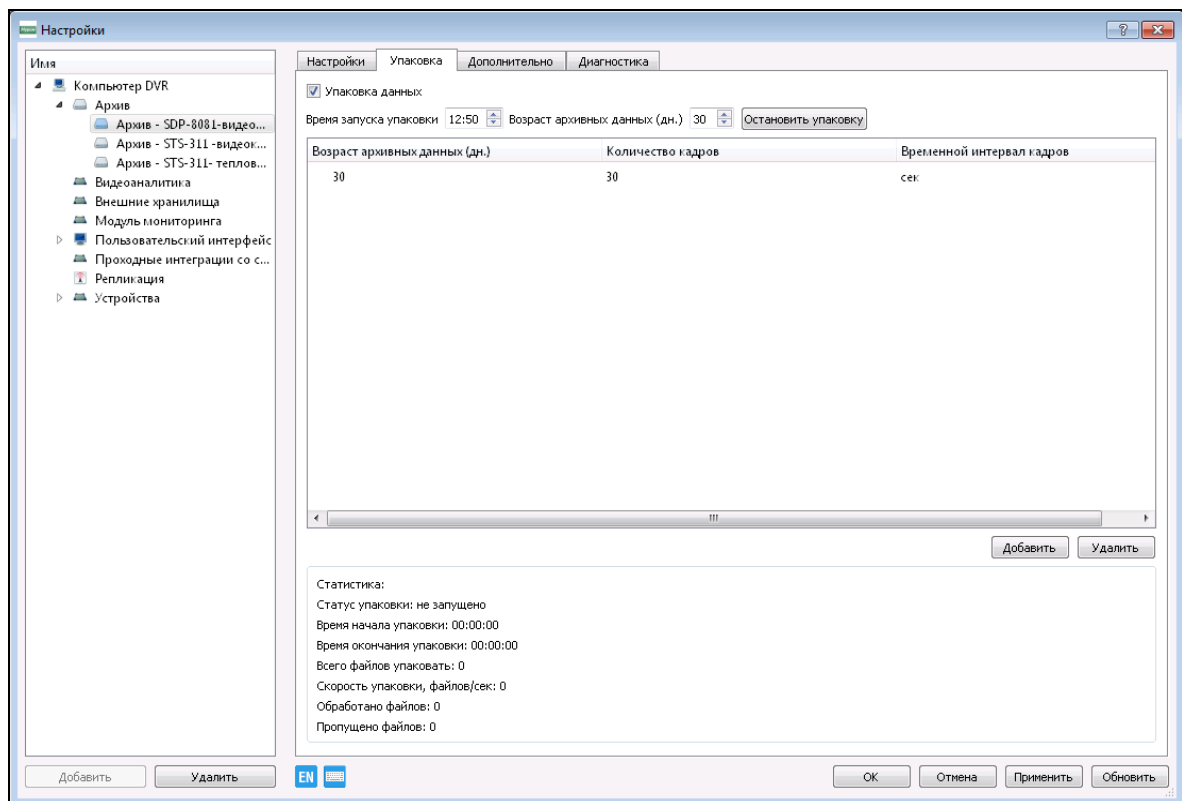 Настройки
Имя
Компьютер DVR
Архив
Архив - SDP-8081-видео...
Архив - STS-311 -видеок...
Архив - STS-311- теплов...
Видеоаналитика
Внешние хранилища
Модуль мониторинга
Пользовательский интерфейс
Проходные интеграции со с...
Репликация
Устройства
Добавить Удалить
Настройки Упаковка Дополнительно Диагностика
Упаковка данных
Время запуска упаковки 12:50 Возраст архивных данных (дн.) 30 Остановить упаковку
Возраст архивных данных (дн.) Количество кадров Временной интервал кадров
30 30 сек
Добавить Удалить
Статистика:
Статус упаковки: не запущено
Время начала упаковки: 00:00:00
Время окончания упаковки: 00:00:00
Всего файлов упаковать: 0
Скорость упаковки, файлов/сек: 0
Обработано файлов: 0
Пропущено файлов: 0
EN
OK Отмена Применить Обновить